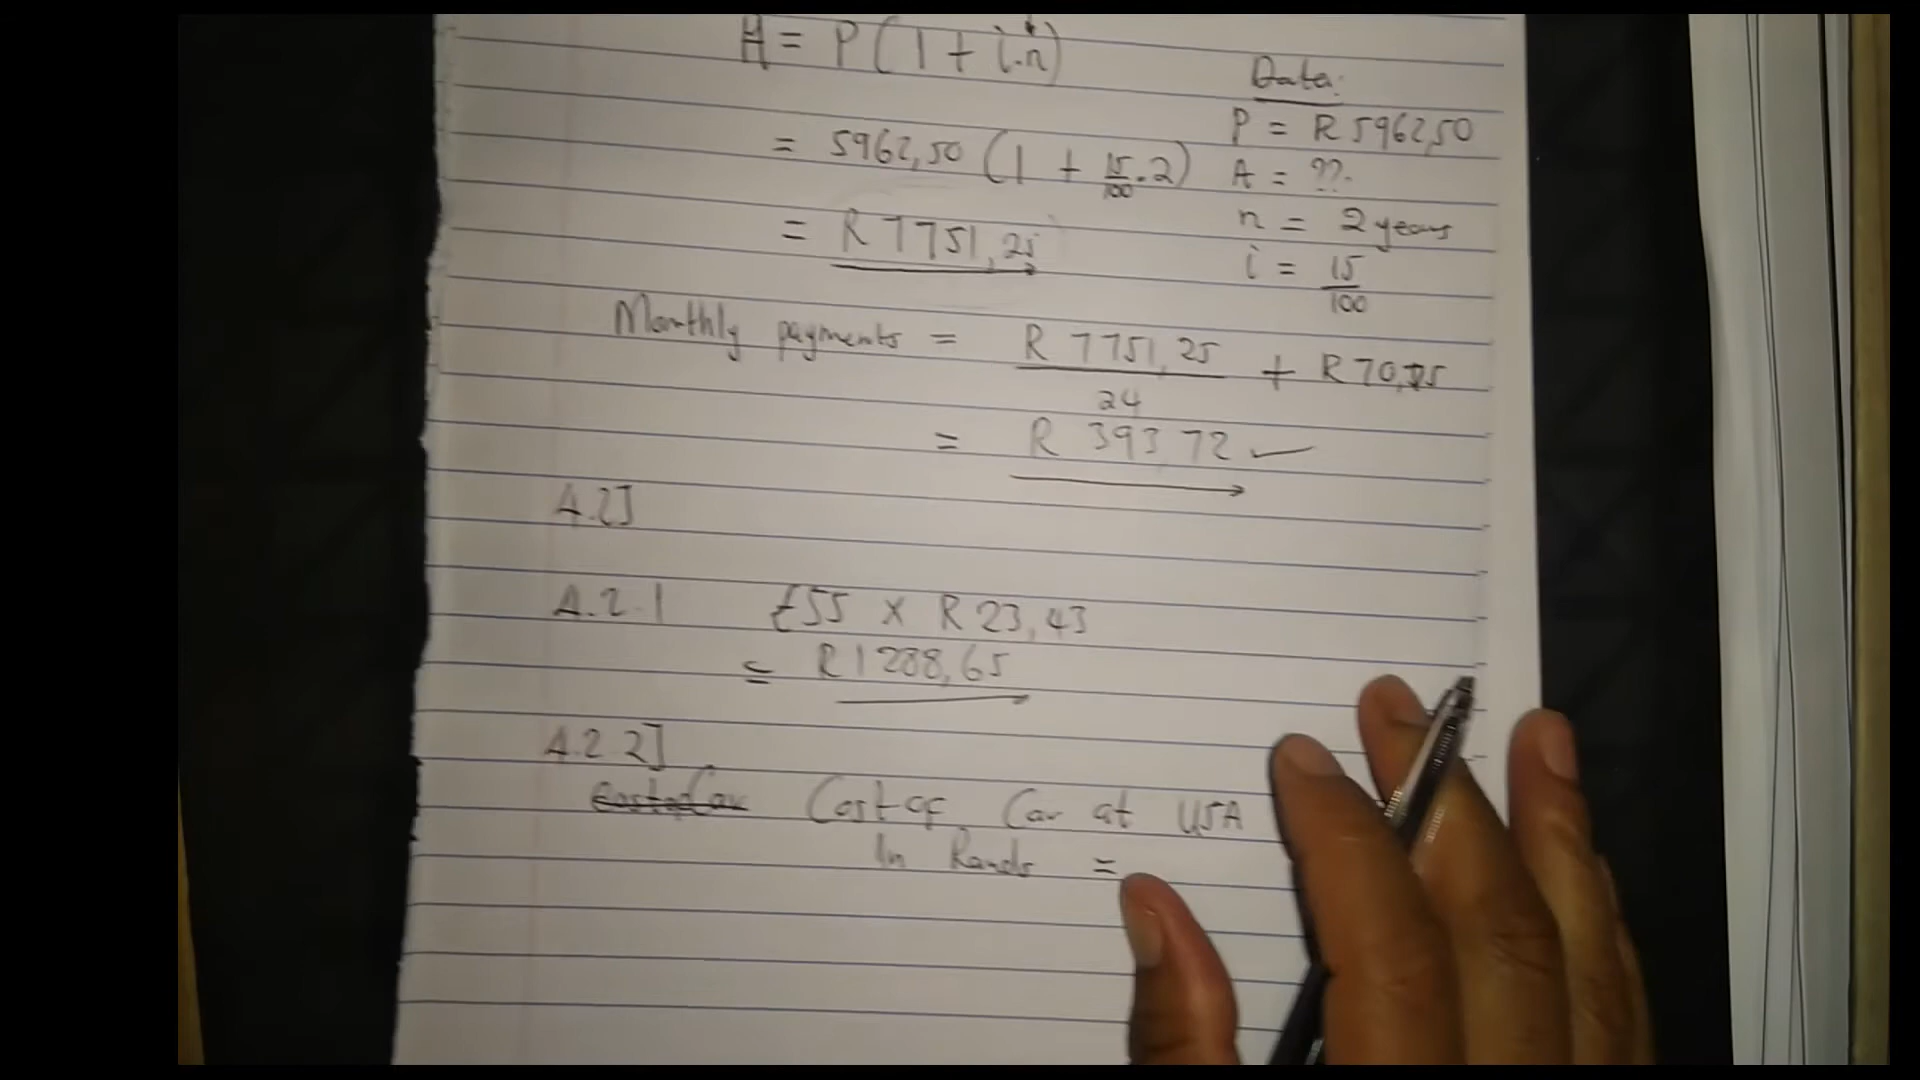 A = P(1 + i.n)
= 5962,50 (1 + 15/100 . 2)
= R 7751,25
Data:
P = R 5962,50
A = ??.
n = 2 years
i = 15/100
Monthly payments = R 7751,25 / 24 + R 70,75
= R 393,72
4.2]
4.2.1 £55 x R 23,43
= R1288,65
4.2.2]
Cost of Car at USA
In Rands =